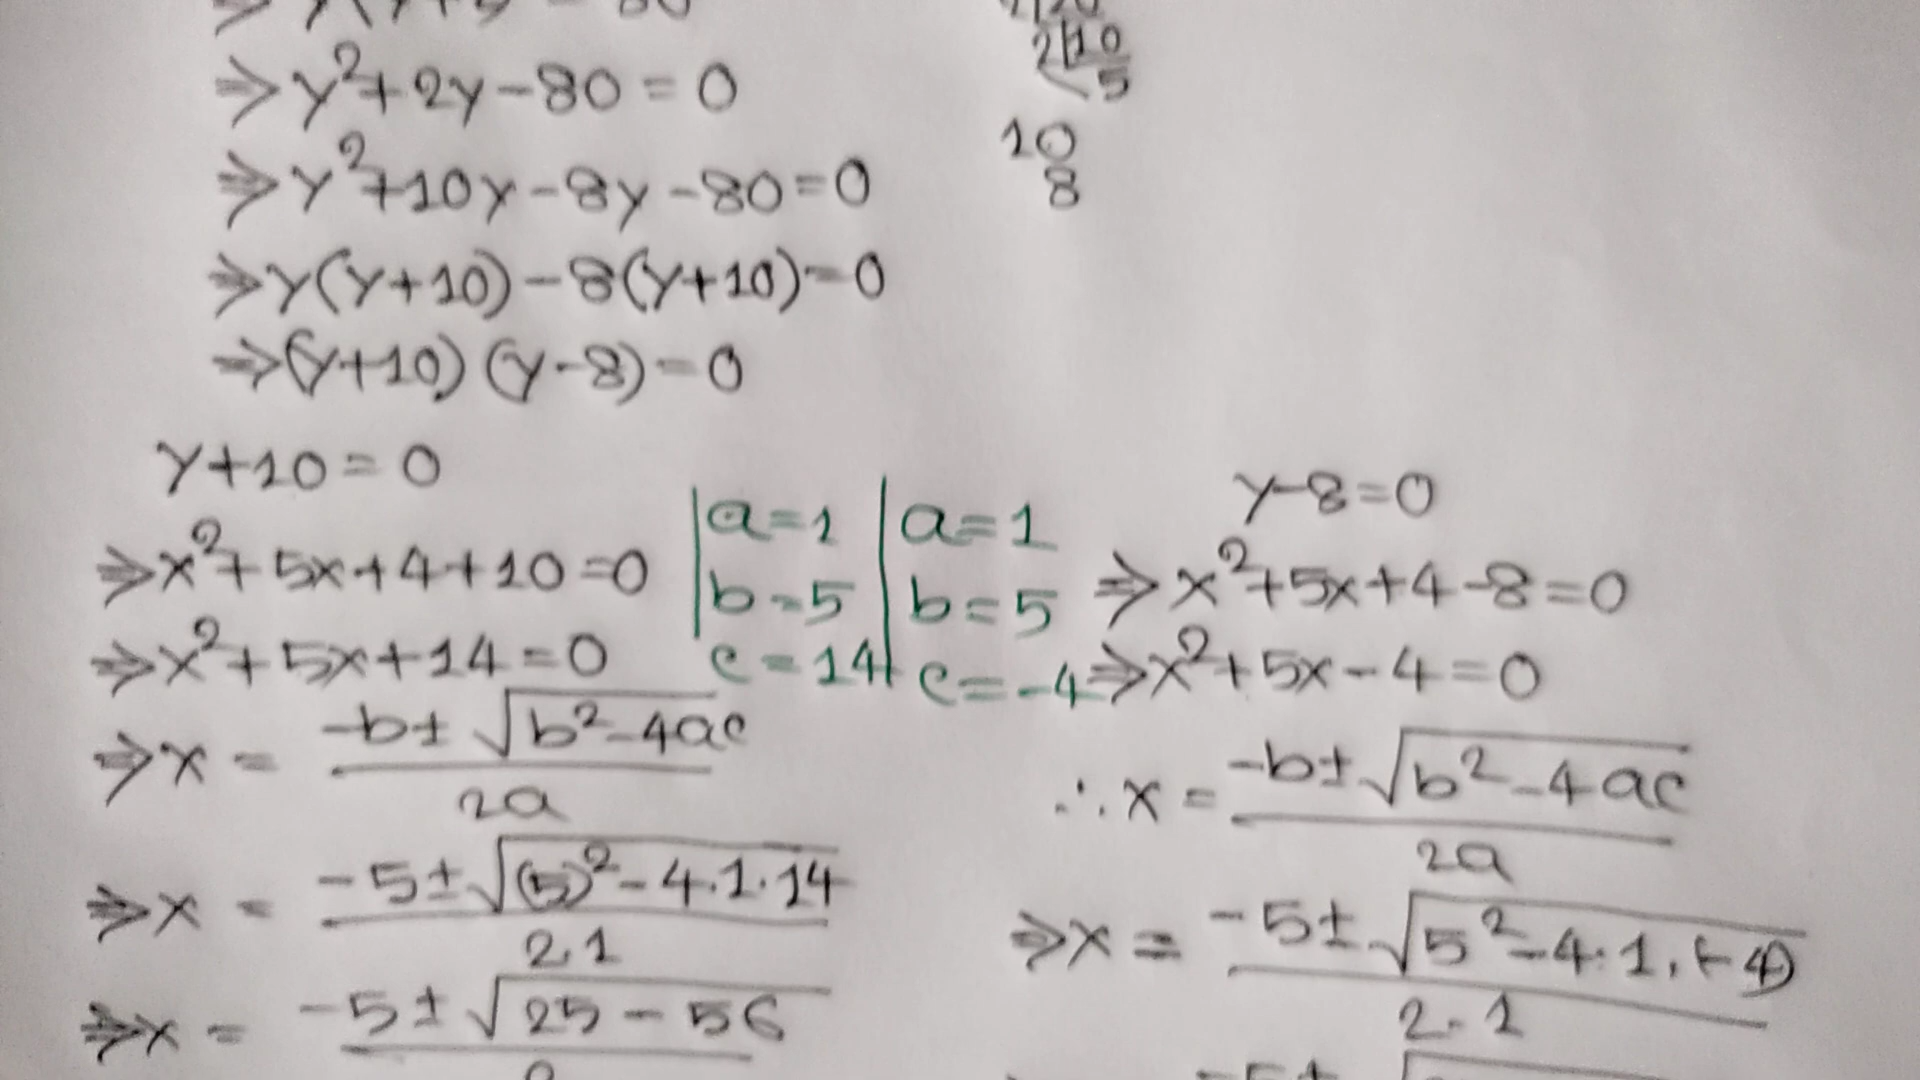 ⇒y²+2y-80=0
⇒y²+10y-8y-80=0
⇒y(y+10)-8(y+10)=0
⇒(y+10)(y-8)=0
2|10
5
10
8
y+10=0
⇒x²+5x+4+10=0
⇒x²+5x+14=0
⇒x = (-b±√(b²-4ac))/(2a)
⇒x = (-5±√((5)²-4.1.14))/(2.1)
⇒x = -5±√(25-56)
a=1
b=5
c=14
a=1
b=5
c=-4
y-8=0
⇒x²+5x+4-8=0
⇒x²+5x-4=0
∴x = (-b±√(b²-4ac))/(2a)
⇒x = (-5±√(5²-4.1.(-4)))/(2.1)